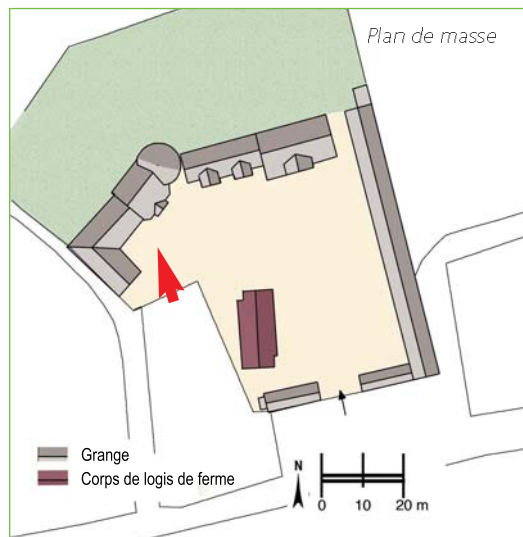 Plan de masse
Grange
Corps de logis de ferme
N
0 10 20 m